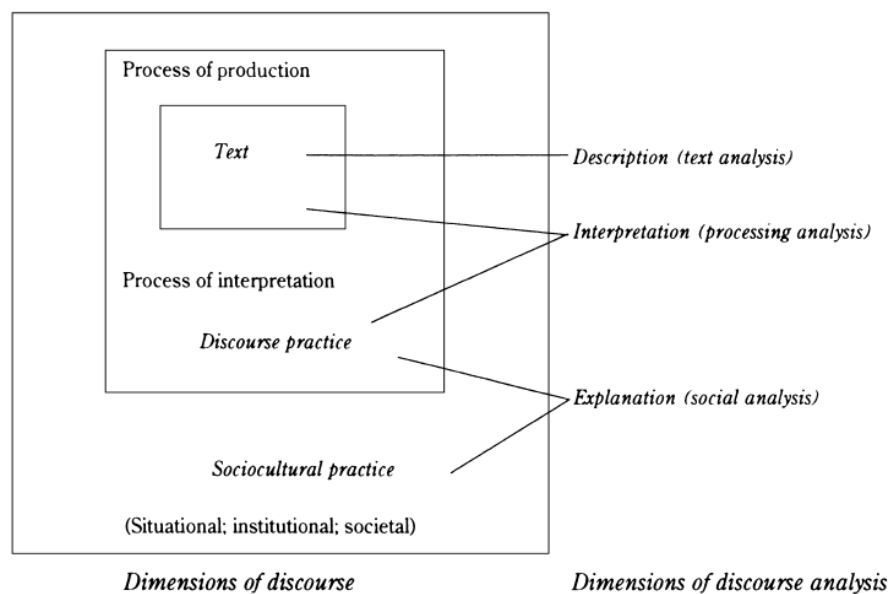 Process of production
Text
Description (text analysis)
Interpretation (processing analysis)
Process of interpretation
Discourse practice
Explanation (social analysis)
Sociocultural practice
(Situational; institutional; societal)
Dimensions of discourse
Dimensions of discourse analysis